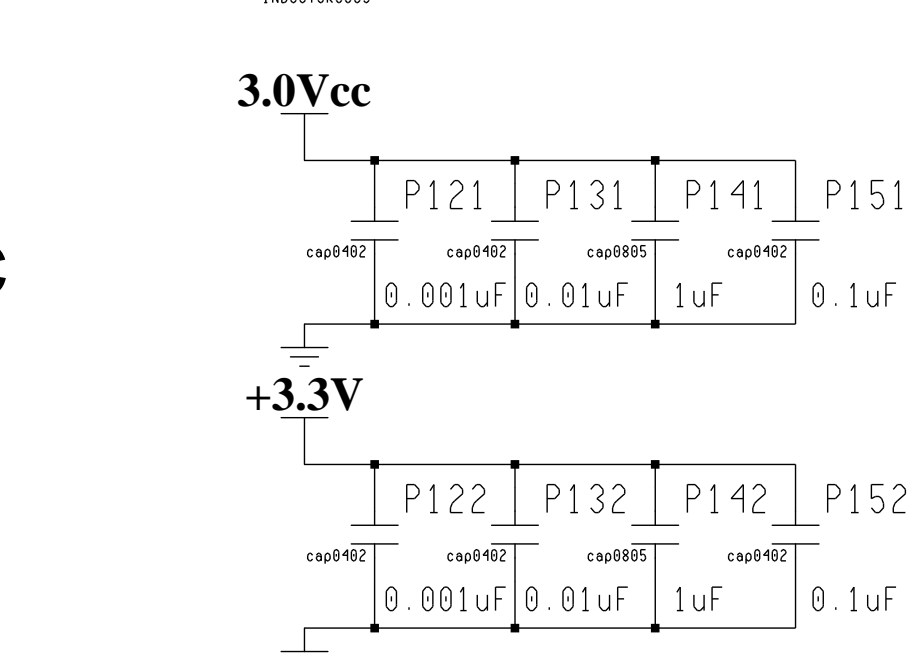 3.0Vcc
P121 P131 P141 P151
cap0402 cap0402 cap0805 cap0402
0.001uF 0.01uF 1uF 0.1uF
+3.3V
P122 P132 P142 P152
cap0402 cap0402 cap0805 cap0402
0.001uF 0.01uF 1uF 0.1uF